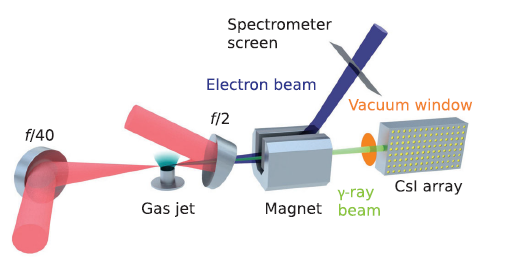 Spectrometer
screen
Electron beam
Vacuum window
f/2
f/40
CsI array
γ-ray
beam
Gas jet
Magnet